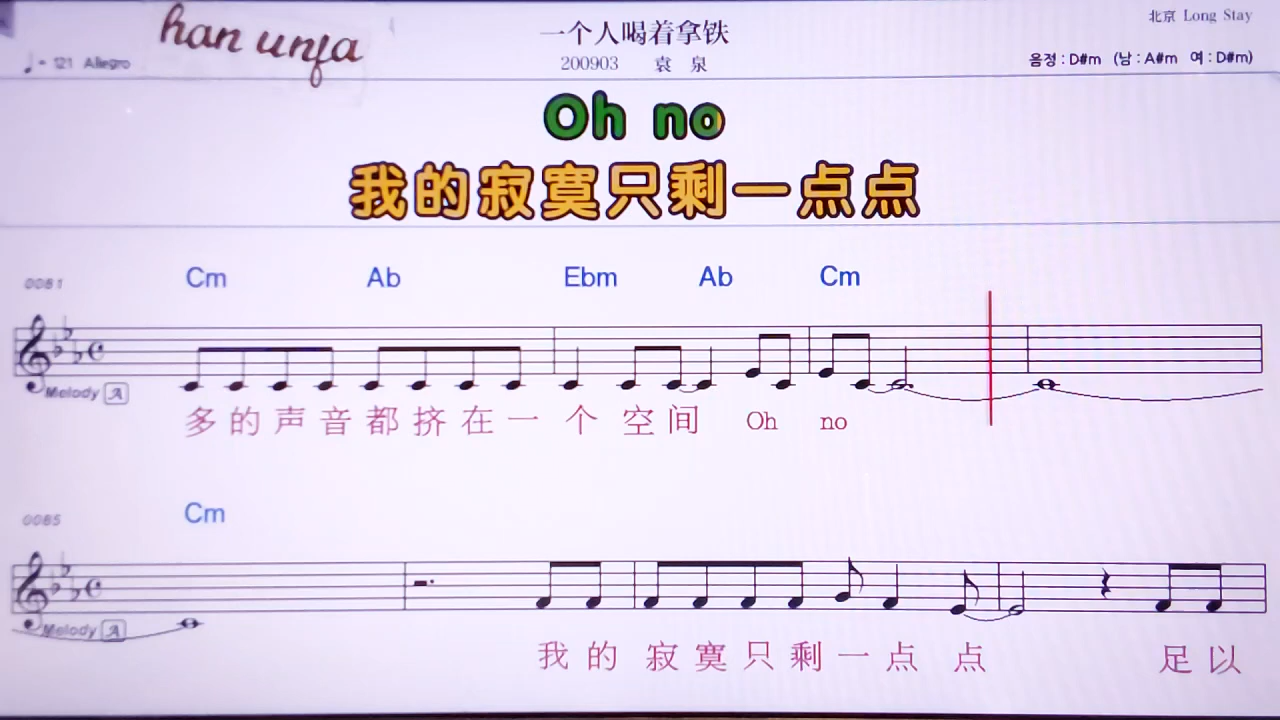 han unfa
一个人喝着拿铁
北京 Long Stay
♩= 121 Allegro
200903 袁 泉
음정 : D#m (남 : A#m 여 : D#m)
Oh no
我的寂寞只剩一点点
0081
Cm Ab Ebm Ab Cm
Melody A
多 的 声 音 都 挤 在 一 个 空 间 Oh no
0085
Cm
Melody A
我 的 寂 寞 只 剩 一 点 点 足 以